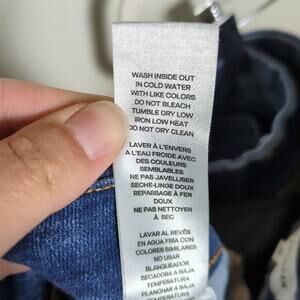 WASH INSIDE OUT
IN COLD WATER
WITH LIKE COLORS
DO NOT BLEACH
TUMBLE DRY LOW
IRON LOW HEAT
DO NOT DRY CLEAN
LAVER À L'ENVERS
A L'EAU FROIDE AVEC
DES COULEURS
SEMBLABLES
NE PAS JAVELLISER
SECHE-LINGE DOUX
REPASSAGE À FER
DOUX
NE PAS NETTOYER
À SEC
LAVAR AL REVÉS
EN AGUA FRIA CON
COLORES SIMILARES
NO USAR
BLANQUEADOR
SECADORA A BAJA
TEMPERATURA
PLANCHAR A BAJA
TEMPERATURA